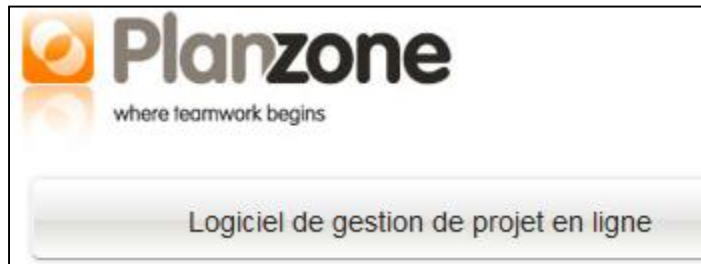 Planzone
where teamwork begins
Logiciel de gestion de projet en ligne